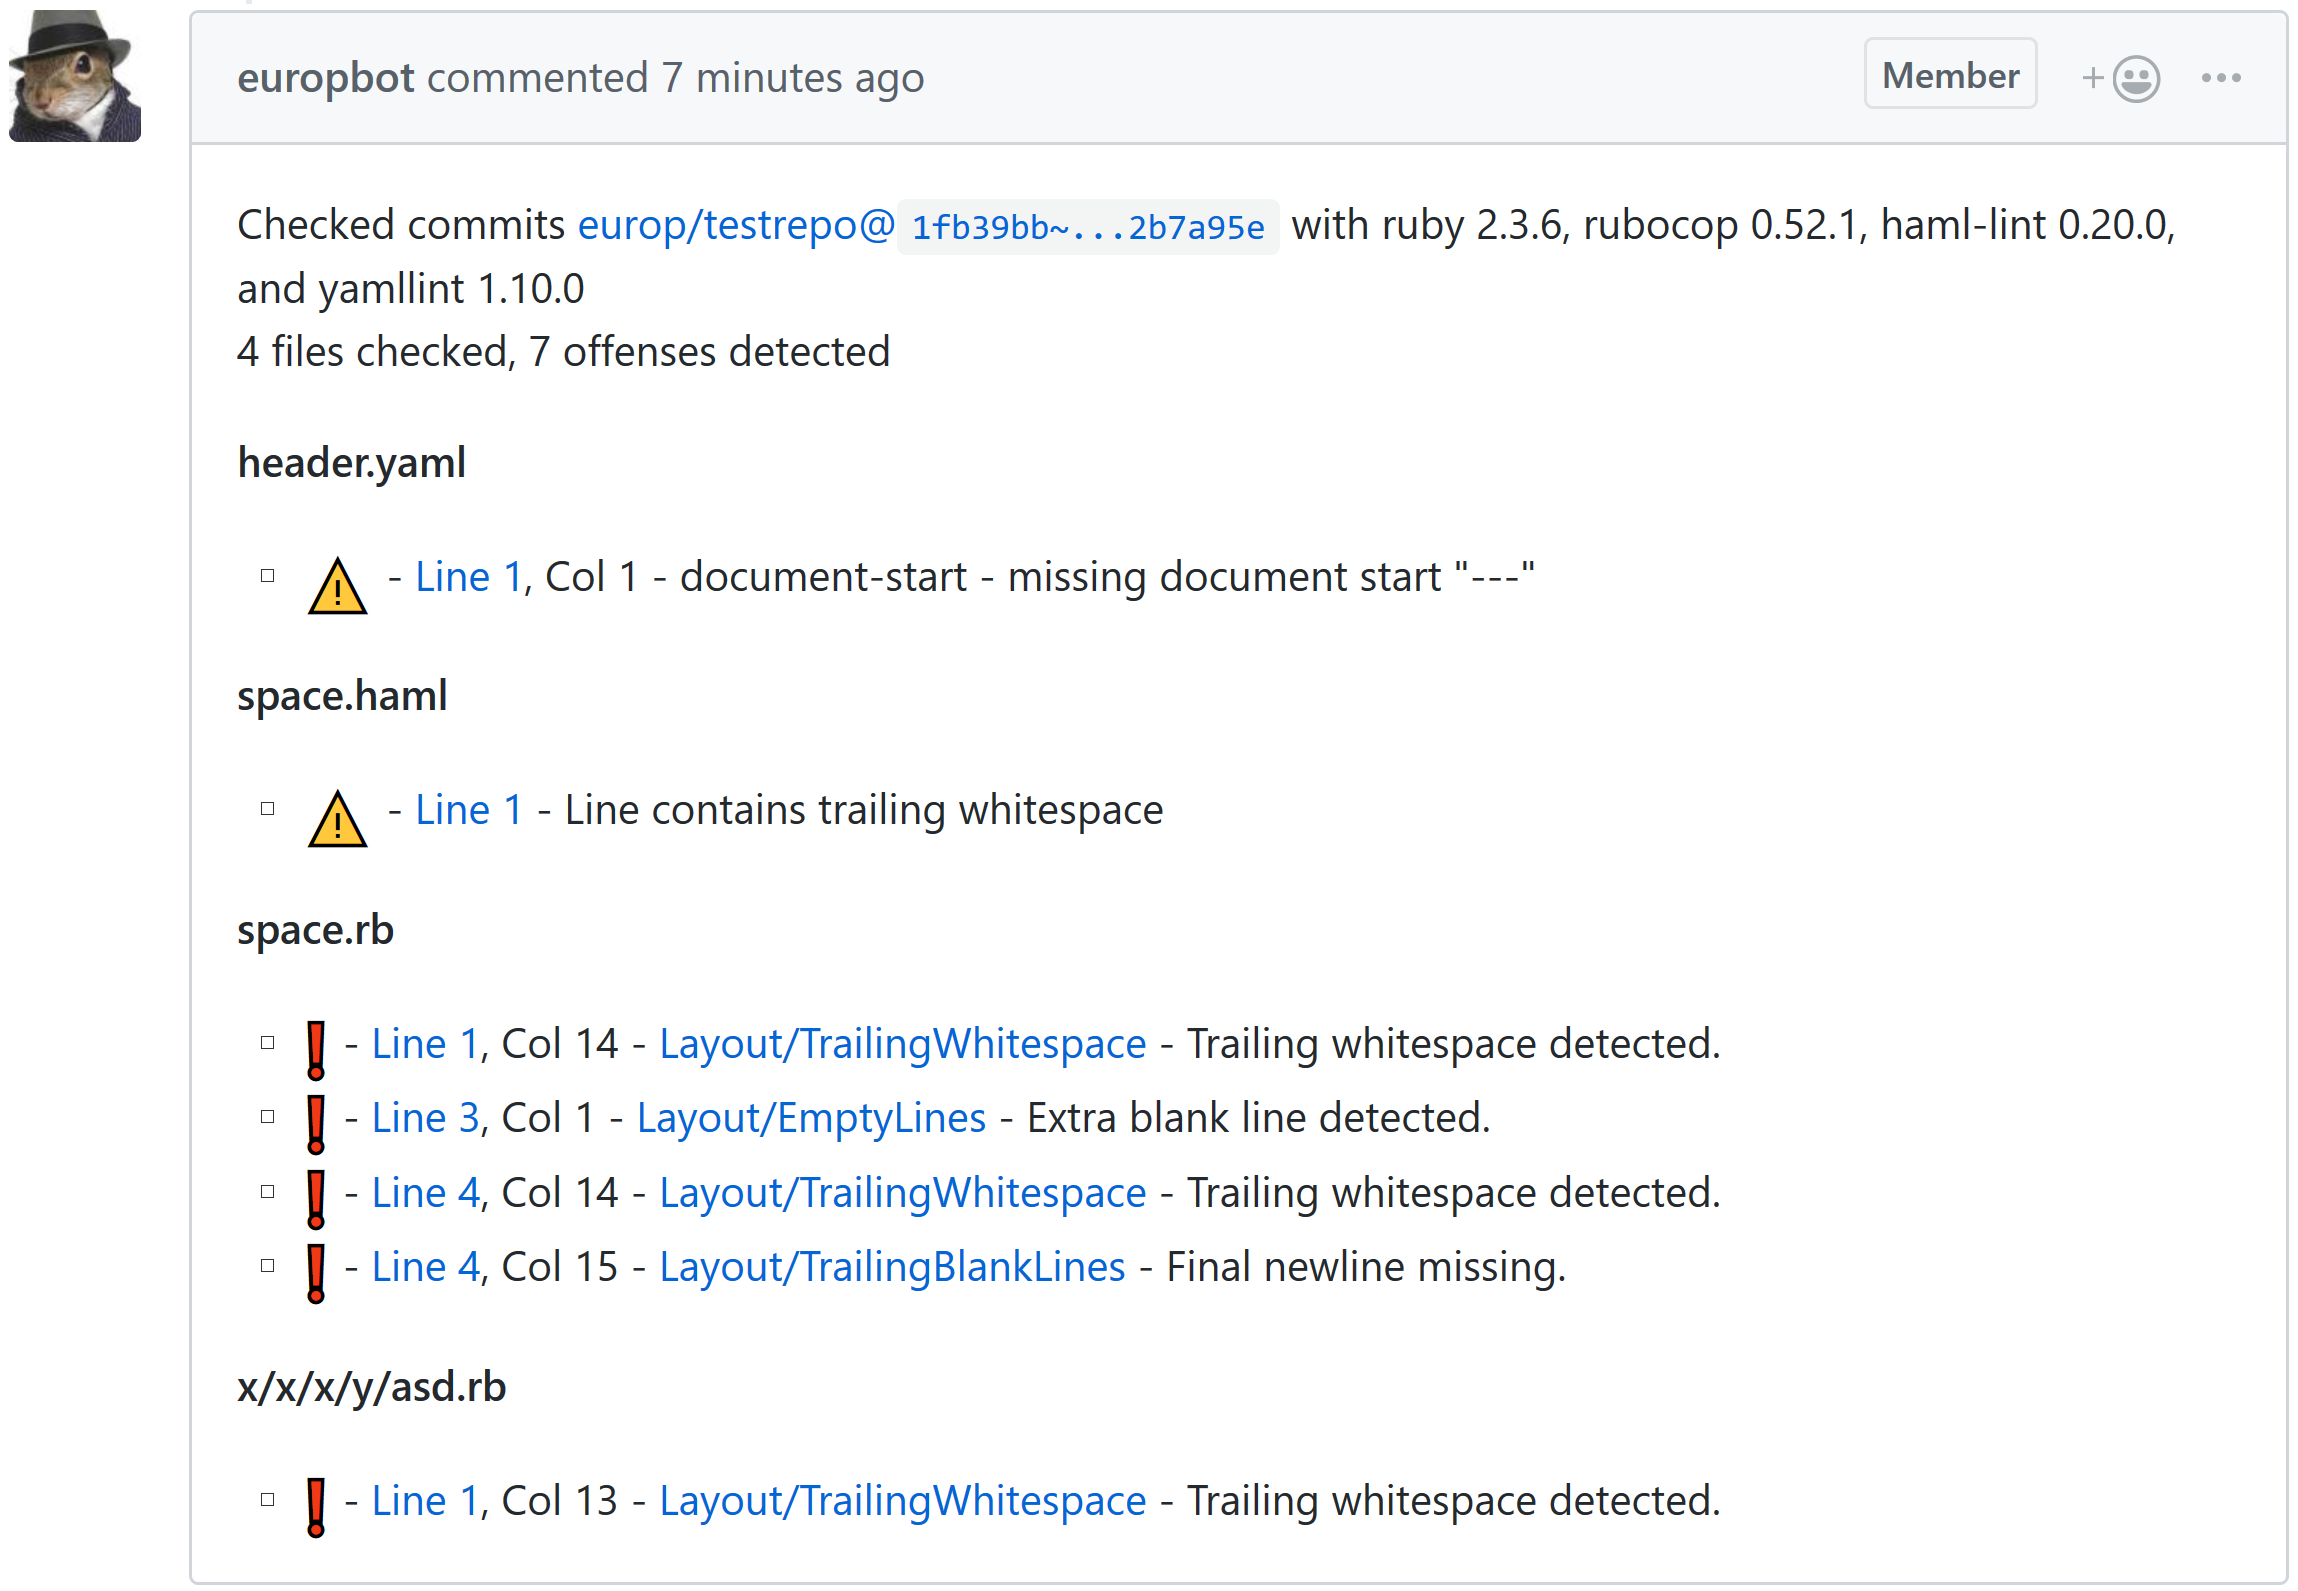 europbot commented 7 minutes ago Member
Checked commits europ/testrepo@1fb39bb~...2b7a95e with ruby 2.3.6, rubocop 0.52.1, haml-lint 0.20.0,
and yamllint 1.10.0
4 files checked, 7 offenses detected
header.yaml
- Line 1, Col 1 - document-start - missing document start "---"
space.haml
- Line 1 - Line contains trailing whitespace
space.rb
- Line 1, Col 14 - Layout/TrailingWhitespace - Trailing whitespace detected.
- Line 3, Col 1 - Layout/EmptyLines - Extra blank line detected.
- Line 4, Col 14 - Layout/TrailingWhitespace - Trailing whitespace detected.
- Line 4, Col 15 - Layout/TrailingBlankLines - Final newline missing.
x/x/x/y/asd.rb
- Line 1, Col 13 - Layout/TrailingWhitespace - Trailing whitespace detected.